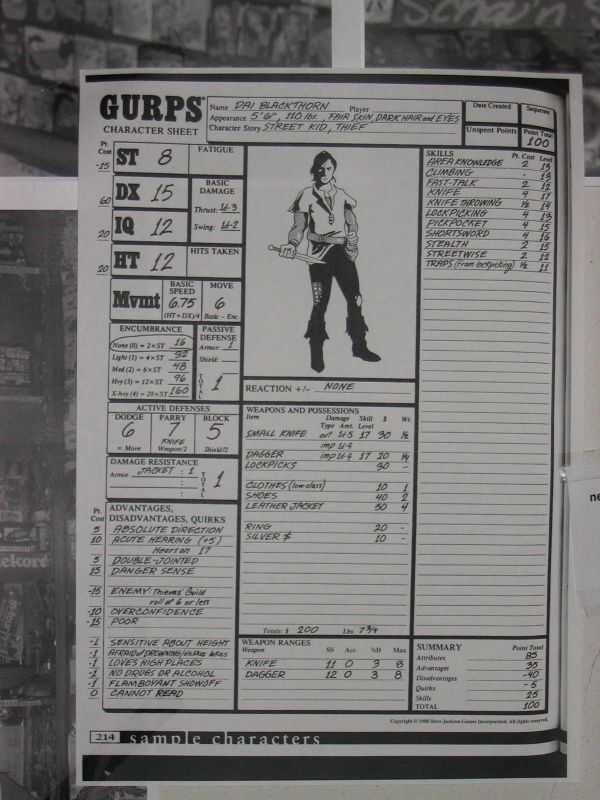 GURPS®
CHARACTER SHEET
Name DAI BLACKTHORN Player
Appearance 5'6", 110 lbs., FAIR SKIN, DARK HAIR and EYES
Character Story STREET KID, THIEF
Date Created
Sequence
Unspent Points
Point Total
100
Pt. Cost
-15 ST 8
FATIGUE
60 DX 15
BASIC DAMAGE
Thrust: 1d-3
Swing: 1d-2
20 IQ 12
20 HT 12
HITS TAKEN
Mvmt
BASIC SPEED
6.75
(HT+DX)/4
MOVE
6
Basic – Enc.
ENCUMBRANCE
None (0) = 2×ST 16
Light (1) = 4×ST 32
Med (2) = 6×ST 48
Hvy (3) = 12×ST 96
X-hvy (4) = 20×ST 160
PASSIVE DEFENSE
Armor: 1
Shield:
TOTAL 1
ACTIVE DEFENSES
DODGE PARRY BLOCK
6 7 5
KNIFE
= Move Weapon/2 Shield/2
DAMAGE RESISTANCE
Armor JACKET : 1
TOTAL 1
Pt. Cost
ADVANTAGES, DISADVANTAGES, QUIRKS
5 ABSOLUTE DIRECTION
10 ACUTE HEARING (+5)
Hears on 17
5 DOUBLE-JOINTED
15 DANGER SENSE
-15 ENEMY: Thieves' Guild
roll of 6 or less
-10 OVERCONFIDENCE
-15 POOR
-1 SENSITIVE ABOUT HEIGHT
-1 AFRAID of DROWNING/
-1 LOVES HIGH PLACES
-1 NO DRUGS OR ALCOHOL
-1 FLAMBOYANT SHOWOFF
0 CANNOT READ
REACTION +/- NONE
WEAPONS AND POSSESSIONS
Item Damage Type Amt. Skill Level $ Wt.
SMALL KNIFE cut 1d-5 17 30 ½
imp 1d-4
DAGGER imp 1d-4 17 20 ¼
LOCKPICKS 30 -
CLOTHES (low-class) 10 1
SHOES 40 2
LEATHER JACKET 50 4
RING 20 -
SILVER $ 10 -
Totals: $ 200 Lbs. 7¾
WEAPON RANGES
Weapon SS Acc ½D Max
KNIFE 11 0 3 8
DAGGER 12 0 3 8
SKILLS Pt. Cost Level
AREA KNOWLEDGE 2 13
CLIMBING - 13
FAST-TALK 2 12
KNIFE 4 17
KNIFE THROWING ½ 14
LOCKPICKING 4 13
PICKPOCKET 4 15
SHORTSWORD 4 16
STEALTH 2 15
STREETWISE 2 12
TRAPS (from lockpicking) ½ 11
SUMMARY Point Total
Attributes 85
Advantages 35
Disadvantages -40
Quirks -5
Skills 25
TOTAL 100
Copyright © 1988 Steve Jackson Games Incorporated. All rights reserved.
214 sample characters
ne